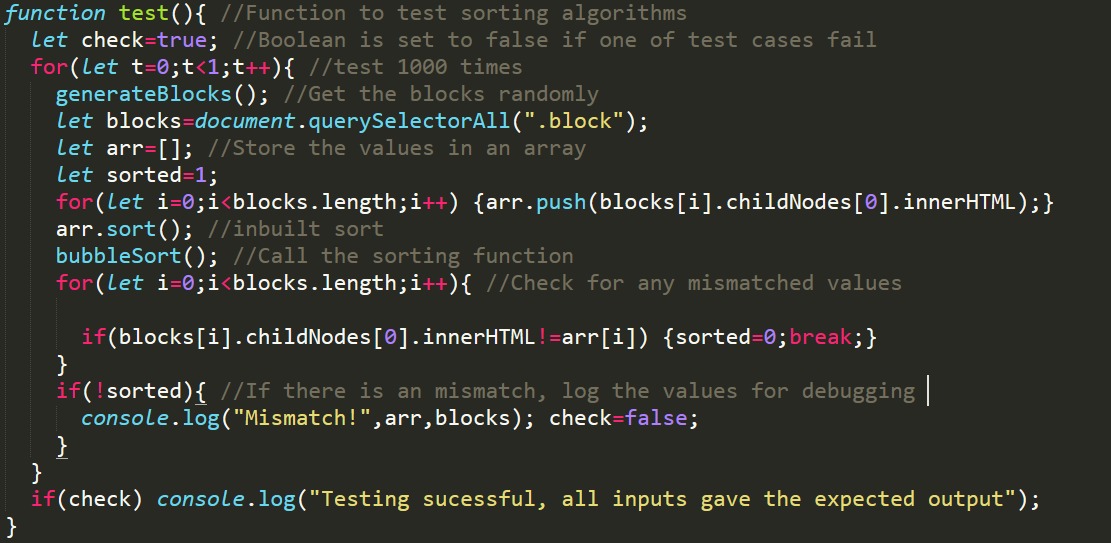 function test(){ //Function to test sorting algorithms
let check=true; //Boolean is set to false if one of test cases fail
for(let t=0;t<1;t++){ //test 1000 times
generateBlocks(); //Get the blocks randomly
let blocks=document.querySelectorAll(".block");
let arr=[]; //Store the values in an array
let sorted=1;
for(let i=0;i<blocks.length;i++) {arr.push(blocks[i].childNodes[0].innerHTML);}
arr.sort(); //inbuilt sort
bubbleSort(); //Call the sorting function
for(let i=0;i<blocks.length;i++){ //Check for any mismatched values
if(blocks[i].childNodes[0].innerHTML!=arr[i]) {sorted=0;break;}
}
if(!sorted){ //If there is an mismatch, log the values for debugging
console.log("Mismatch!",arr,blocks); check=false;
}
}
if(check) console.log("Testing sucessful, all inputs gave the expected output");
}